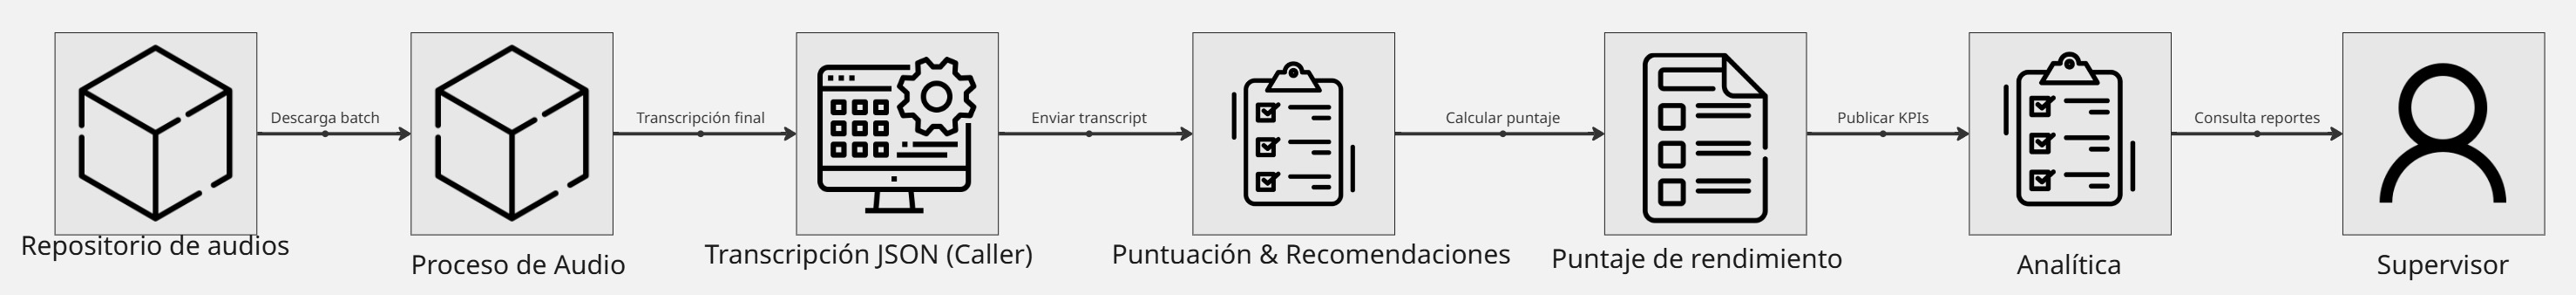 Descarga batch
Transcripción final
Enviar transcript
Calcular puntaje
Publicar KPIs
Consulta reportes
Repositorio de audios
Proceso de Audio
Transcripción JSON (Caller)
Puntuación & Recomendaciones
Puntaje de rendimiento
Analítica
Supervisor